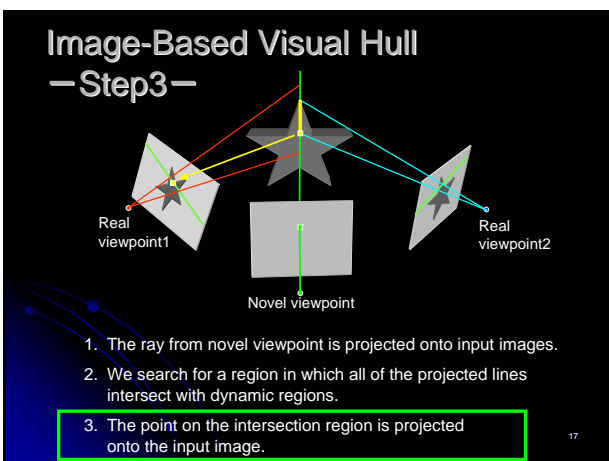 Image-Based Visual Hull
－Step3－
Real
viewpoint1
Real
viewpoint2
Novel viewpoint
1. The ray from novel viewpoint is projected onto input images.
2. We search for a region in which all of the projected lines
intersect with dynamic regions.
3. The point on the intersection region is projected
onto the input image.
17